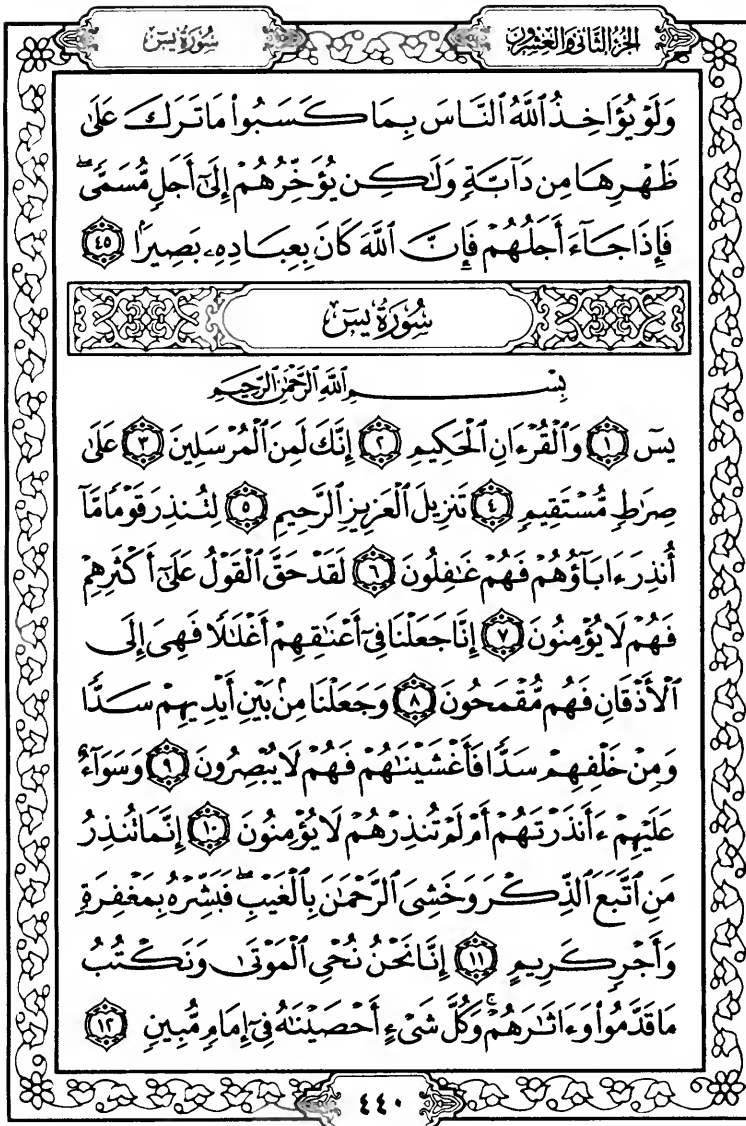 الجزء الثاني والعشرون
سُورَةُ يسٓ
وَلَوْ يُؤَاخِذُ ٱللَّهُ ٱلنَّاسَ بِمَا كَسَبُواْ مَا تَرَكَ عَلَىٰ
ظَهْرِهَا مِن دَآبَّةٍ وَلَٰكِن يُؤَخِّرُهُمْ إِلَىٰٓ أَجَلٍ مُّسَمًّى ۖ
فَإِذَا جَآءَ أَجَلُهُمْ فَإِنَّ ٱللَّهَ كَانَ بِعِبَادِهِۦ بَصِيرًۢا ٤٥
سُورَةُ يسٓ
بِسْمِ ٱللَّهِ ٱلرَّحْمَٰنِ ٱلرَّحِيمِ
يسٓ ١ وَٱلْقُرْءَانِ ٱلْحَكِيمِ ٢ إِنَّكَ لَمِنَ ٱلْمُرْسَلِينَ ٣ عَلَىٰ
صِرَٰطٍ مُّسْتَقِيمٍ ٤ تَنزِيلَ ٱلْعَزِيزِ ٱلرَّحِيمِ ٥ لِتُنذِرَ قَوْمًا مَّآ
أُنذِرَ ءَابَآؤُهُمْ فَهُمْ غَٰفِلُونَ ٦ لَقَدْ حَقَّ ٱلْقَوْلُ عَلَىٰٓ أَكْثَرِهِمْ
فَهُمْ لَا يُؤْمِنُونَ ٧ إِنَّا جَعَلْنَا فِىٓ أَعْنَٰقِهِمْ أَغْلَٰلًا فَهِىَ إِلَى
ٱلْأَذْقَانِ فَهُم مُّقْمَحُونَ ٨ وَجَعَلْنَا مِنۢ بَيْنِ أَيْدِيهِمْ سَدًّا
وَمِنْ خَلْفِهِمْ سَدًّا فَأَغْشَيْنَٰهُمْ فَهُمْ لَا يُبْصِرُونَ ٩ وَسَوَآءٌ
عَلَيْهِمْ ءَأَنذَرْتَهُمْ أَمْ لَمْ تُنذِرْهُمْ لَا يُؤْمِنُونَ ١٠ إِنَّمَا تُنذِرُ
مَنِ ٱتَّبَعَ ٱلذِّكْرَ وَخَشِىَ ٱلرَّحْمَٰنَ بِٱلْغَيْبِ ۖ فَبَشِّرْهُ بِمَغْفِرَةٍ
وَأَجْرٍ كَرِيمٍ ١١ إِنَّا نَحْنُ نُحْىِ ٱلْمَوْتَىٰ وَنَكْتُبُ
مَا قَدَّمُواْ وَءَاثَٰرَهُمْ ۚ وَكُلَّ شَىْءٍ أَحْصَيْنَٰهُ فِىٓ إِمَامٍ مُّبِينٍ ١٢
٤٤٠